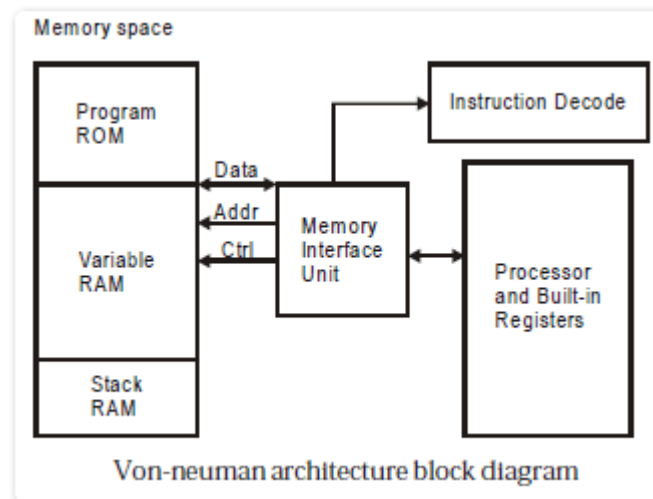 Memory space
Program
ROM
Variable
RAM
Stack
RAM
Data
Addr
Ctrl
Memory
Interface
Unit
Instruction Decode
Processor
and Built-in
Registers
Von-neuman architecture block diagram